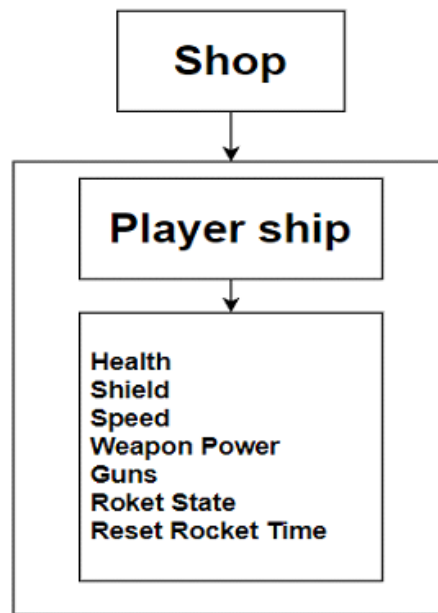 Shop
Player ship
Health
Shield
Speed
Weapon Power
Guns
Roket State
Reset Rocket Time